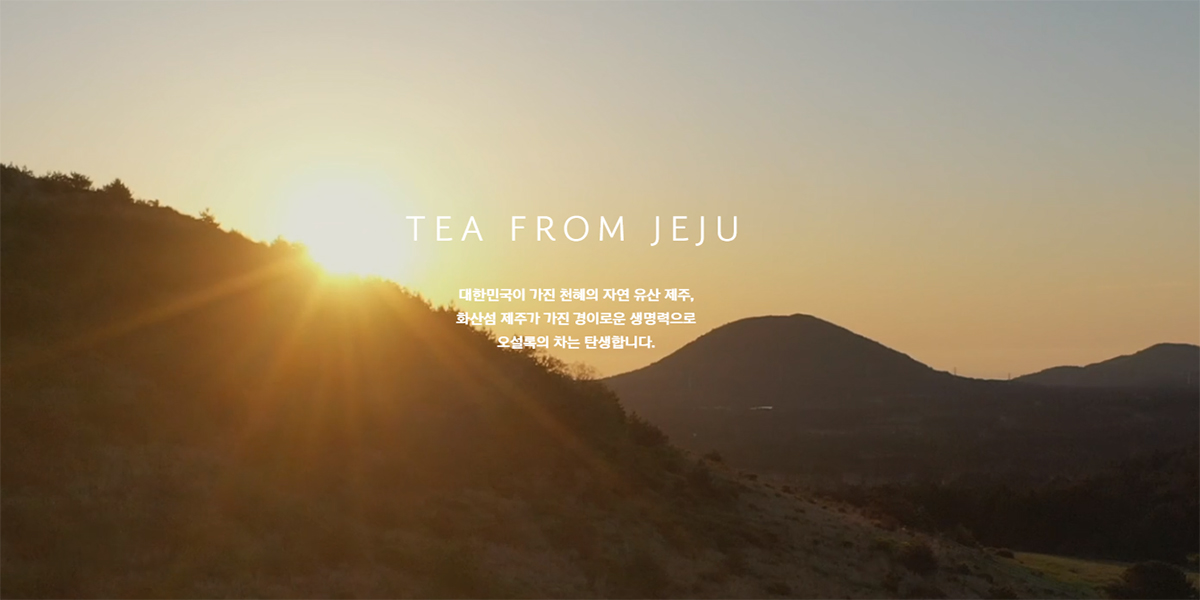 TEA FROM JEJU
대한민국이 가진 천혜의 자연 유산 제주,
화산섬 제주가 가진 경이로운 생명력으로
오설록의 차는 탄생합니다.